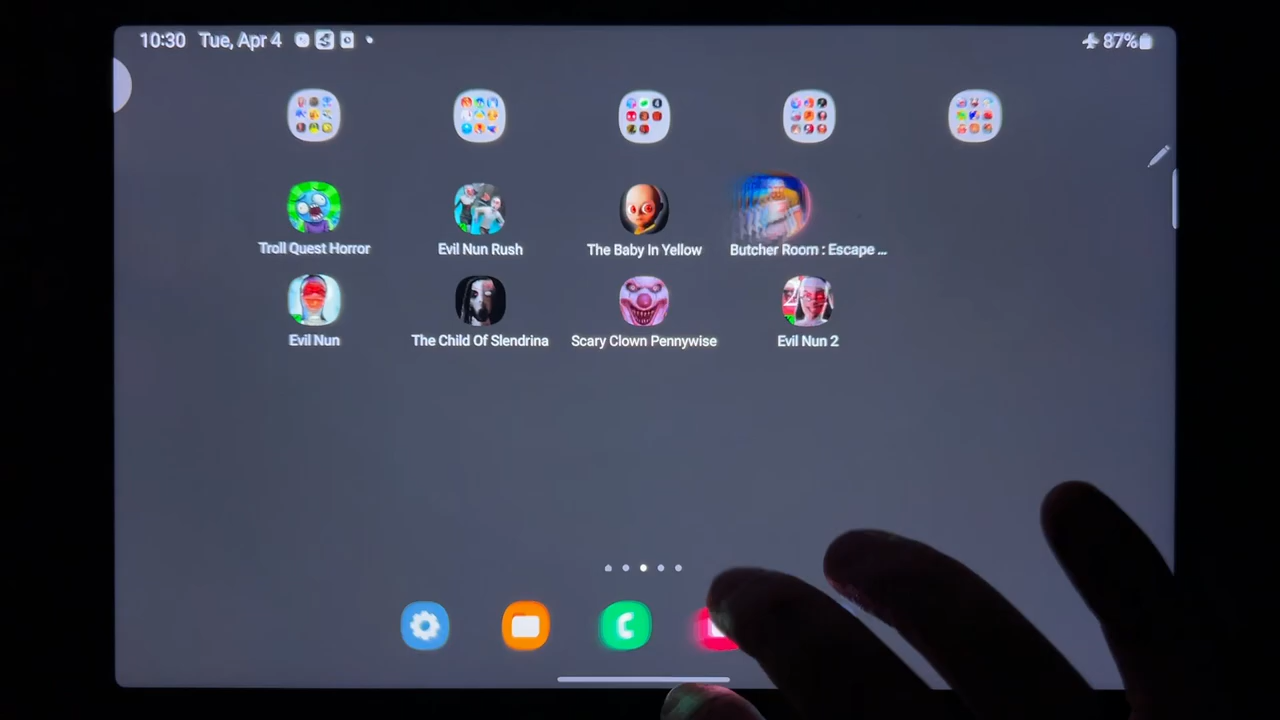 10:30 Tue, Apr 4 87%
Troll Quest Horror
Evil Nun Rush
The Baby In Yellow
Butcher Room : Escape ...
Evil Nun
The Child Of Slendrina
Scary Clown Pennywise
Evil Nun 2